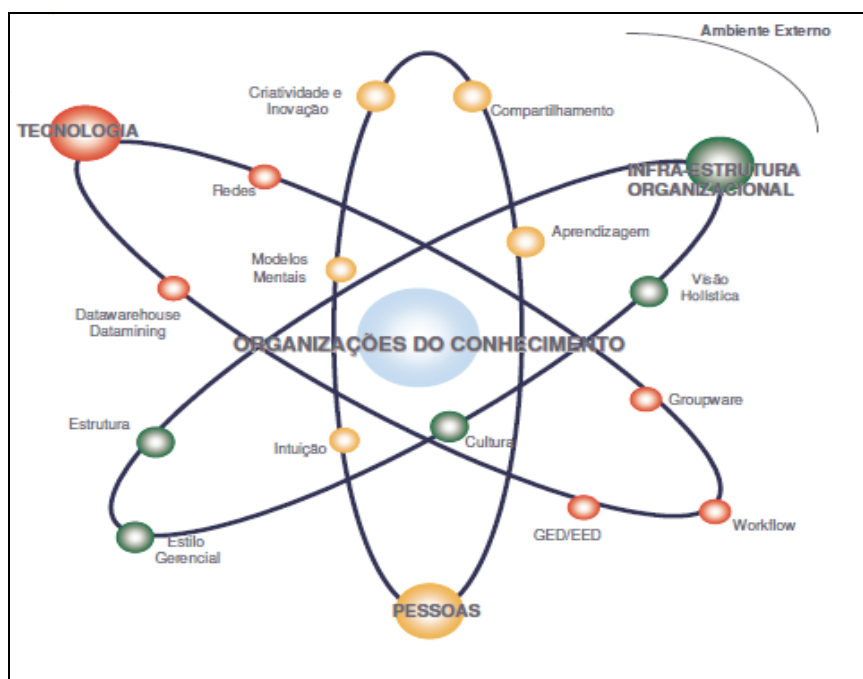 Ambiente Externo
Criatividade e
Inovação
Compartilhamento
TECNOLOGIA
INFRA-ESTRUTURA
ORGANIZACIONAL
Redes
Aprendizagem
Modelos
Mentais
Visão
Holística
Datawarehouse
Datamining
ORGANIZAÇÕES DO CONHECIMENTO
Groupware
Estrutura
Intuição
Cultura
Estilo
Gerencial
GED/EED
Workflow
PESSOAS